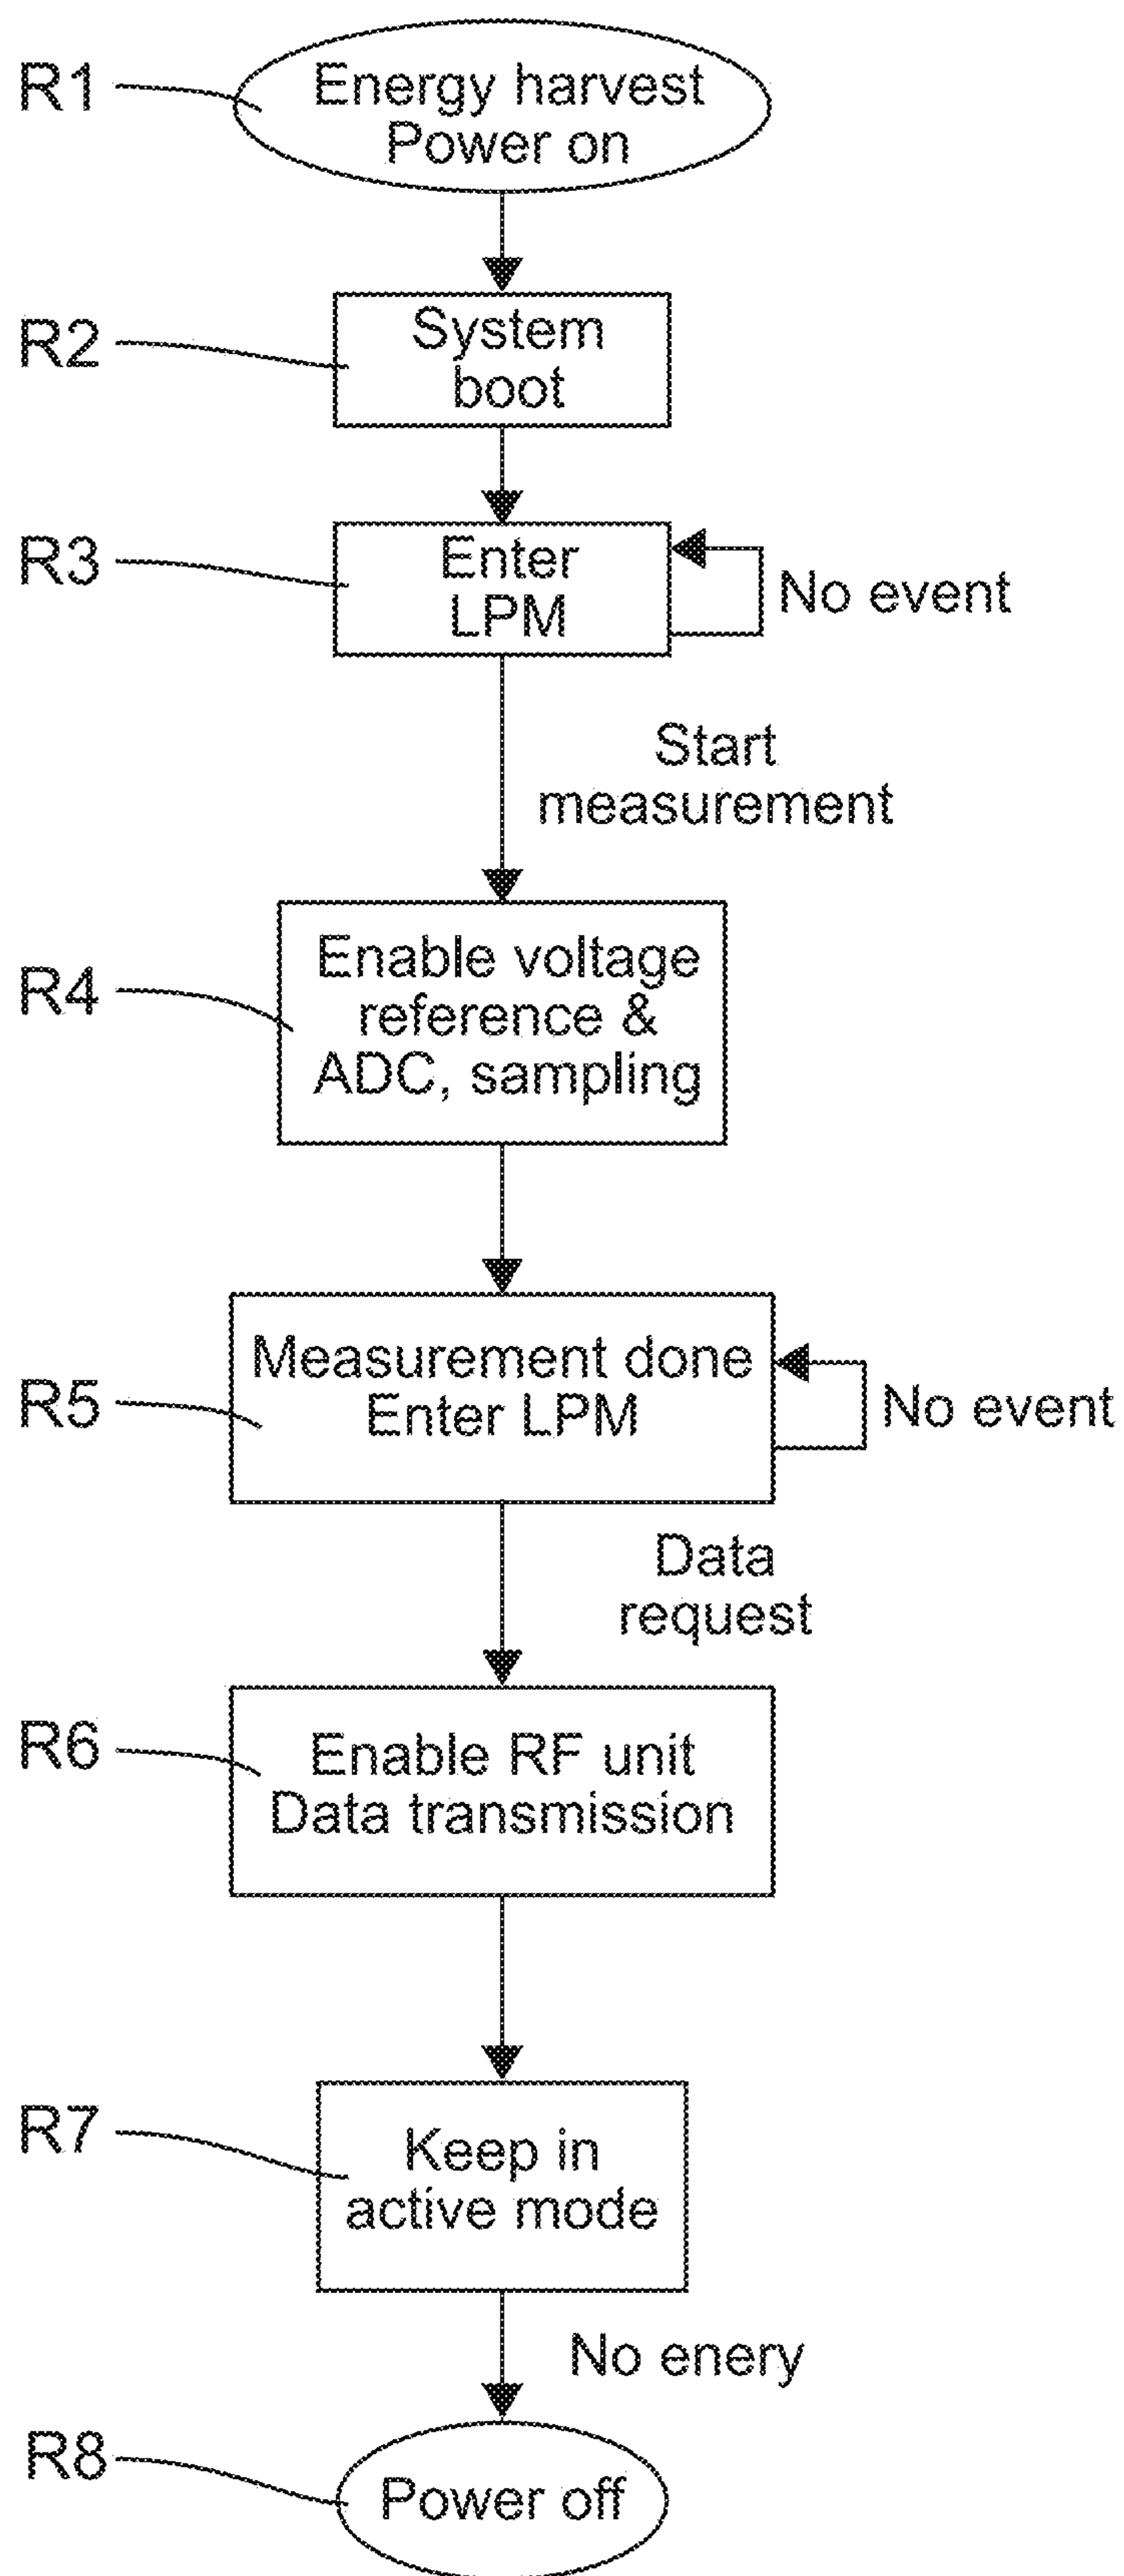 R1
Energy harvest
Power on
R2
System
boot
R3
Enter
LPM
No event
Start
measurement
R4
Enable voltage
reference &
ADC, sampling
R5
Measurement done
Enter LPM
No event
Data
request
R6
Enable RF unit
Data transmission
R7
Keep in
active mode
No enery
R8
Power off